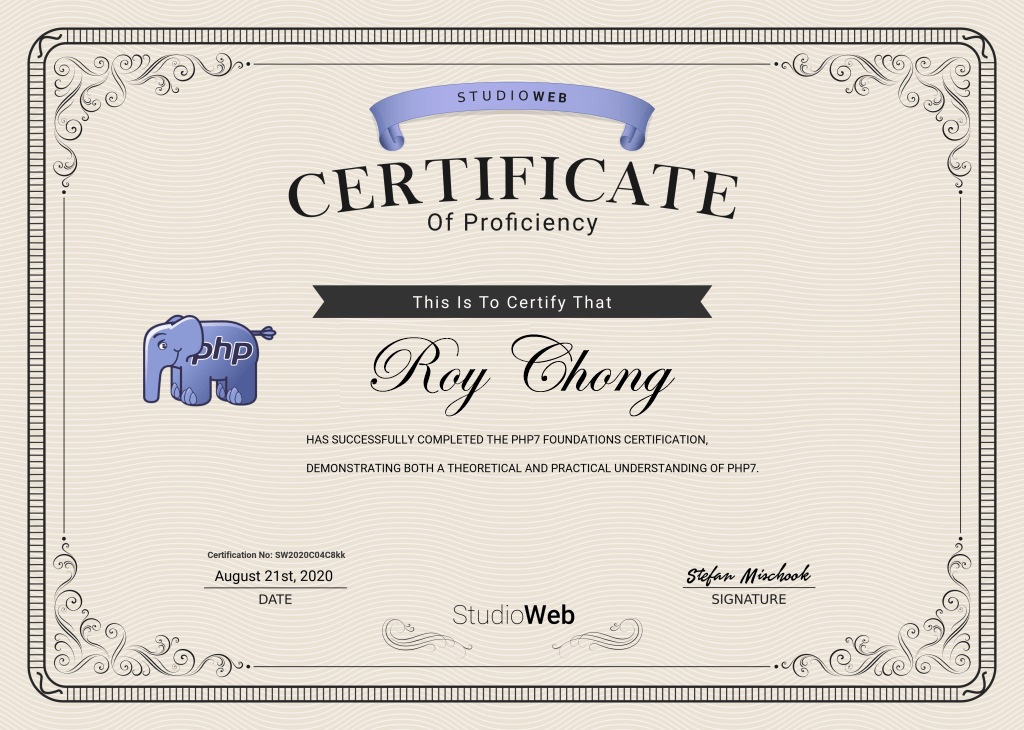 STUDIOWEB
CERTIFICATE
Of Proficiency
This Is To Certify That
php
Roy Chong
HAS SUCCESSFULLY COMPLETED THE PHP7 FOUNDATIONS CERTIFICATION,
DEMONSTRATING BOTH A THEORETICAL AND PRACTICAL UNDERSTANDING OF PHP7.
Certification No: SW2020C04C8kk
August 21st, 2020
DATE
Stefan Mischook
SIGNATURE
StudioWeb